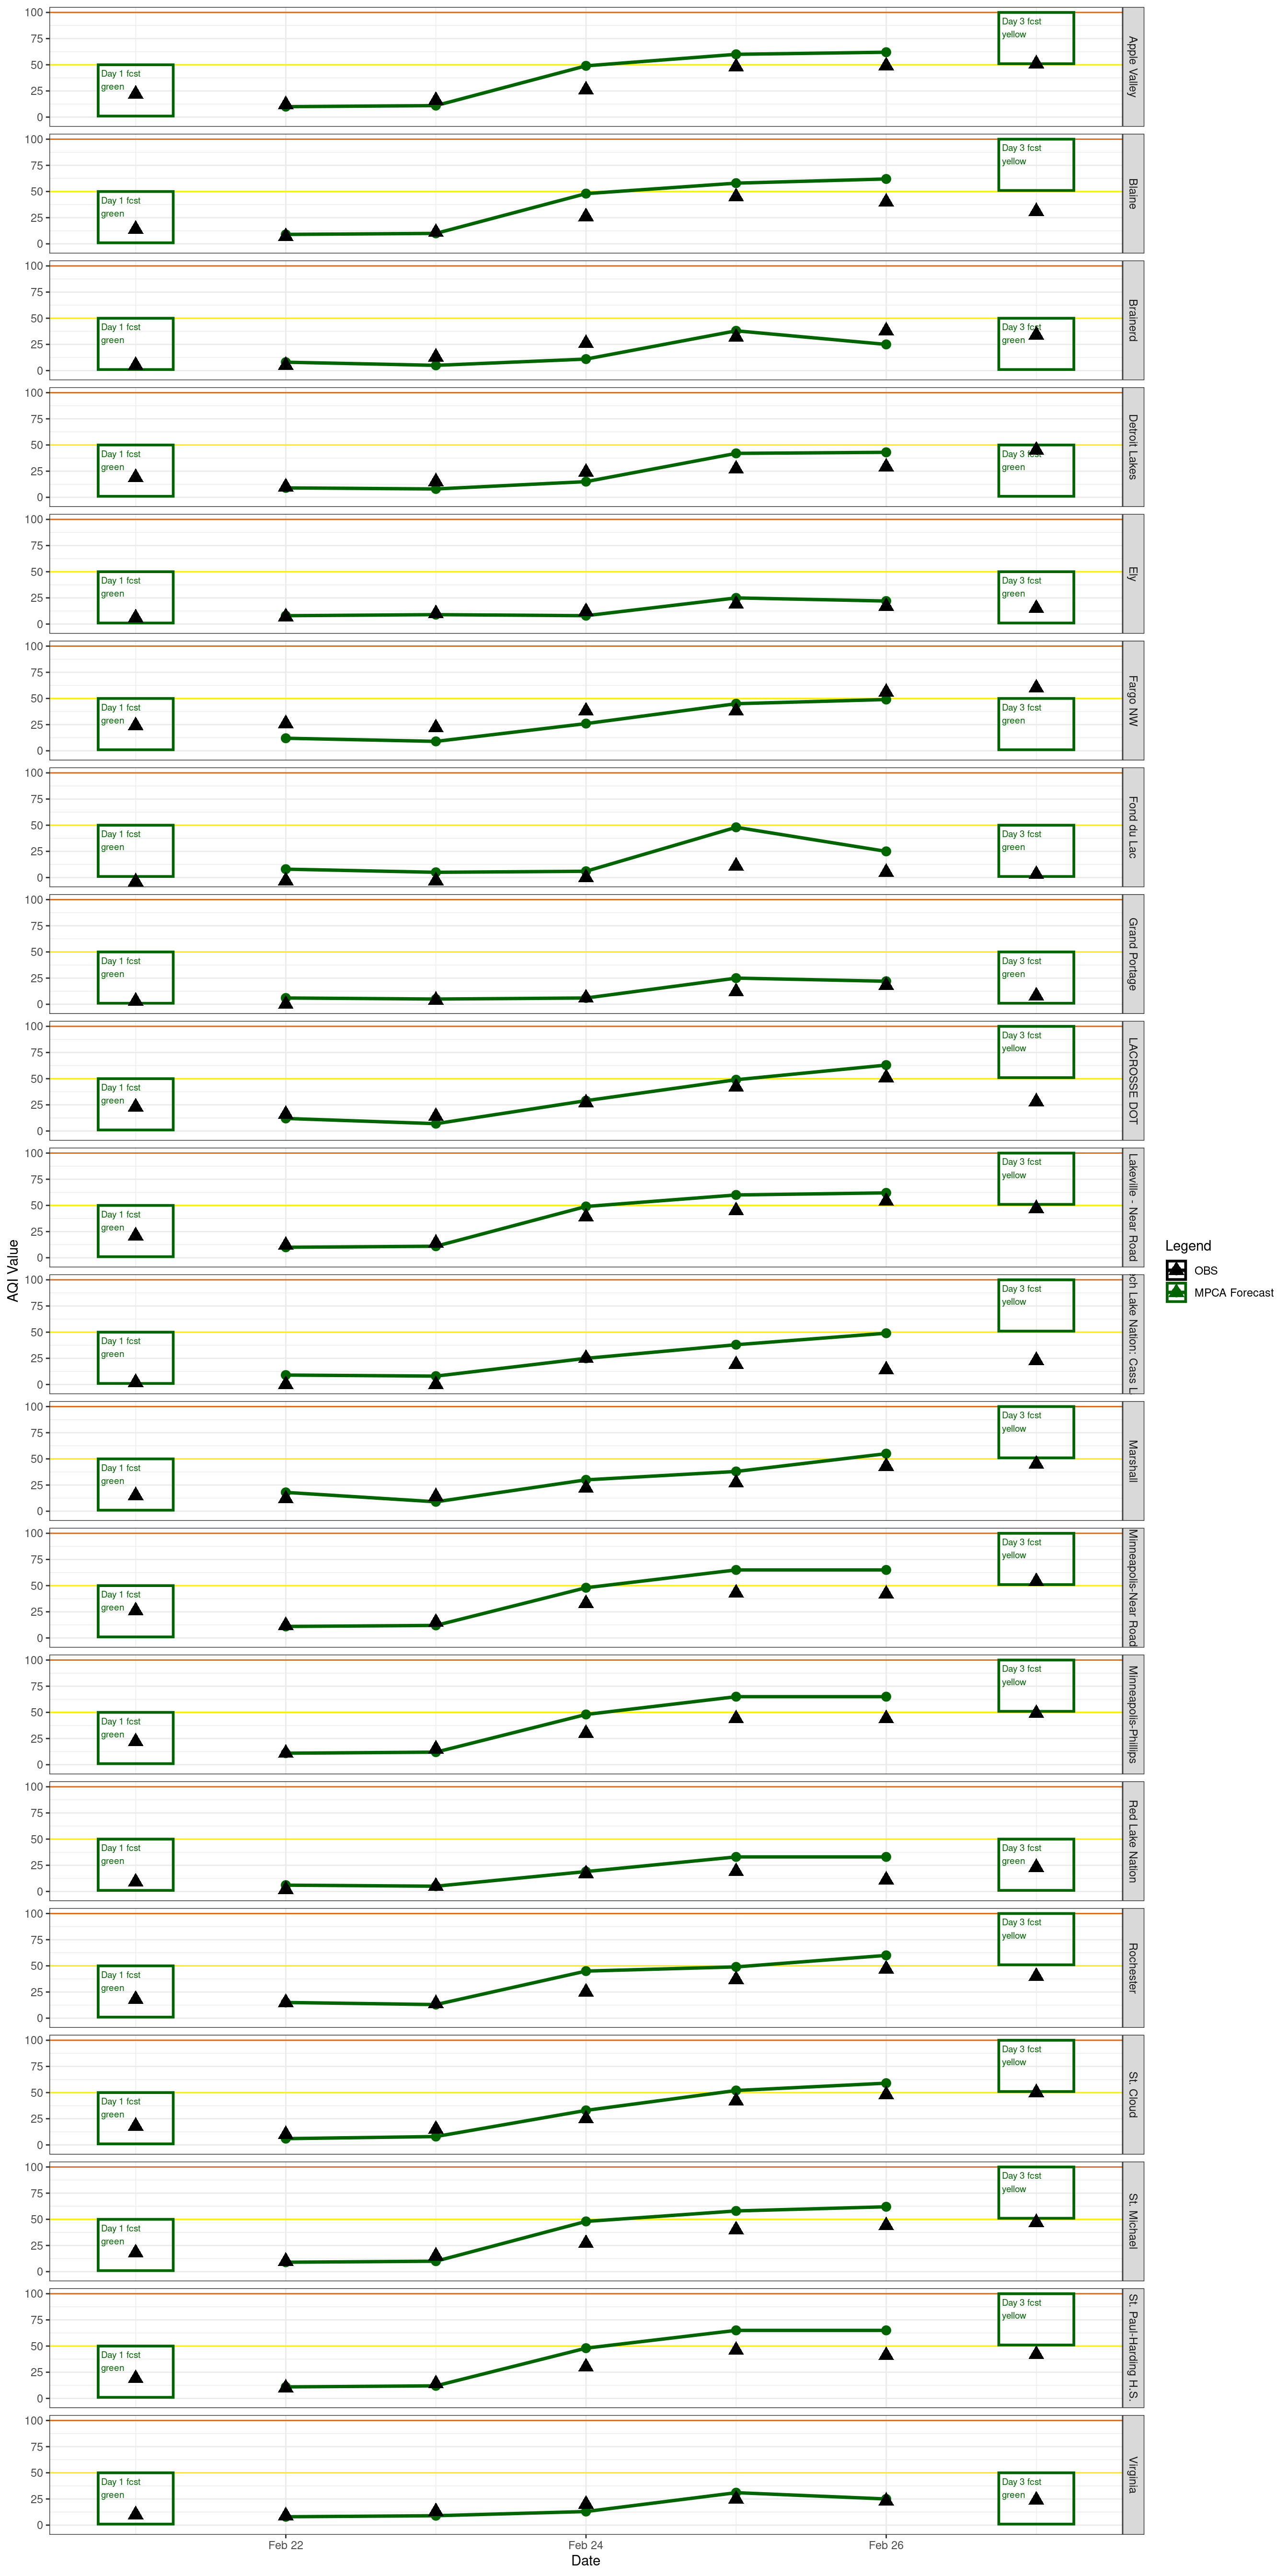 100
75
50
25
0
Day 1 fcst
green
Day 3 fcst
yellow
Apple Valley
100
75
50
25
0
Day 1 fcst
green
Day 3 fcst
yellow
Blaine
100
75
50
25
0
Day 1 fcst
green
Day 3 fcst
green
Brainerd
100
75
50
25
0
Day 1 fcst
green
Day 3 fcst
green
Detroit Lakes
100
75
50
25
0
Day 1 fcst
green
Day 3 fcst
green
Ely
100
75
50
25
0
Day 1 fcst
green
Day 3 fcst
green
Fargo NW
100
75
50
25
0
Day 1 fcst
green
Day 3 fcst
green
Fond du Lac
100
75
50
25
0
Day 1 fcst
green
Day 3 fcst
green
Grand Portage
100
75
50
25
0
Day 1 fcst
green
Day 3 fcst
yellow
LACROSSE DOT
100
75
50
25
0
Day 1 fcst
green
Day 3 fcst
yellow
Lakeville - Near Road
100
75
50
25
0
Day 1 fcst
green
Day 3 fcst
yellow
ch Lake Nation: Cass L
100
75
50
25
0
Day 1 fcst
green
Day 3 fcst
yellow
Marshall
100
75
50
25
0
Day 1 fcst
green
Day 3 fcst
yellow
Minneapolis-Near Road
100
75
50
25
0
Day 1 fcst
green
Day 3 fcst
yellow
Minneapolis-Phillips
100
75
50
25
0
Day 1 fcst
green
Day 3 fcst
green
Red Lake Nation
100
75
50
25
0
Day 1 fcst
green
Day 3 fcst
yellow
Rochester
100
75
50
25
0
Day 1 fcst
green
Day 3 fcst
yellow
St. Cloud
100
75
50
25
0
Day 1 fcst
green
Day 3 fcst
yellow
St. Michael
100
75
50
25
0
Day 1 fcst
green
Day 3 fcst
yellow
St. Paul-Harding H.S.
100
75
50
25
0
Day 1 fcst
green
Day 3 fcst
green
Virginia
Feb 22
Feb 24
Feb 26
Date
AQI Value
Legend
OBS
MPCA Forecast